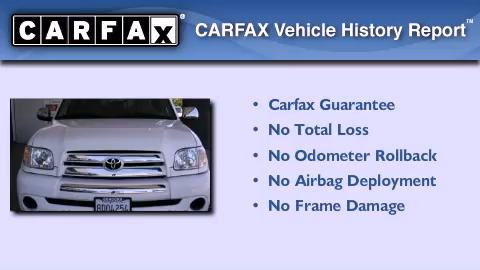 CARFAX®
CARFAX Vehicle History Report™
• Carfax Guarantee
• No Total Loss
• No Odometer Rollback
• No Airbag Deployment
• No Frame Damage